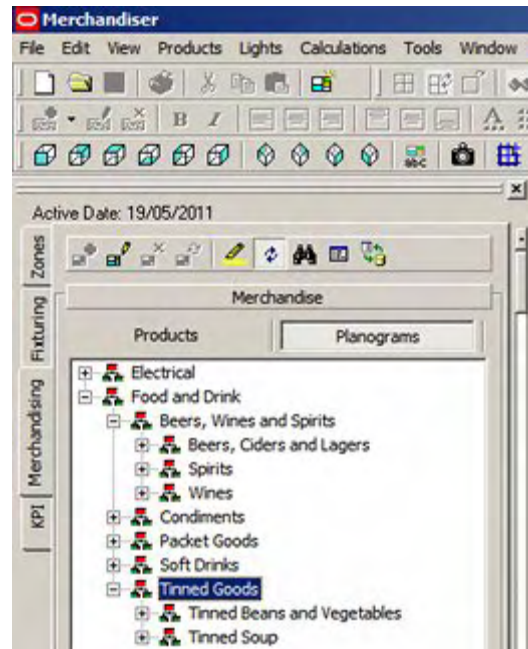 Merchandiser
File Edit View Products Lights Calculations Tools Window
B I A
abc
Active Date: 19/05/2011
Zones
Fixturing
Merchandising
KPI
Merchandise
Products Planograms
Electrical
Food and Drink
Beers, Wines and Spirits
Beers, Ciders and Lagers
Spirits
Wines
Condiments
Packet Goods
Soft Drinks
Tinned Goods
Tinned Beans and Vegetables
Tinned Soup